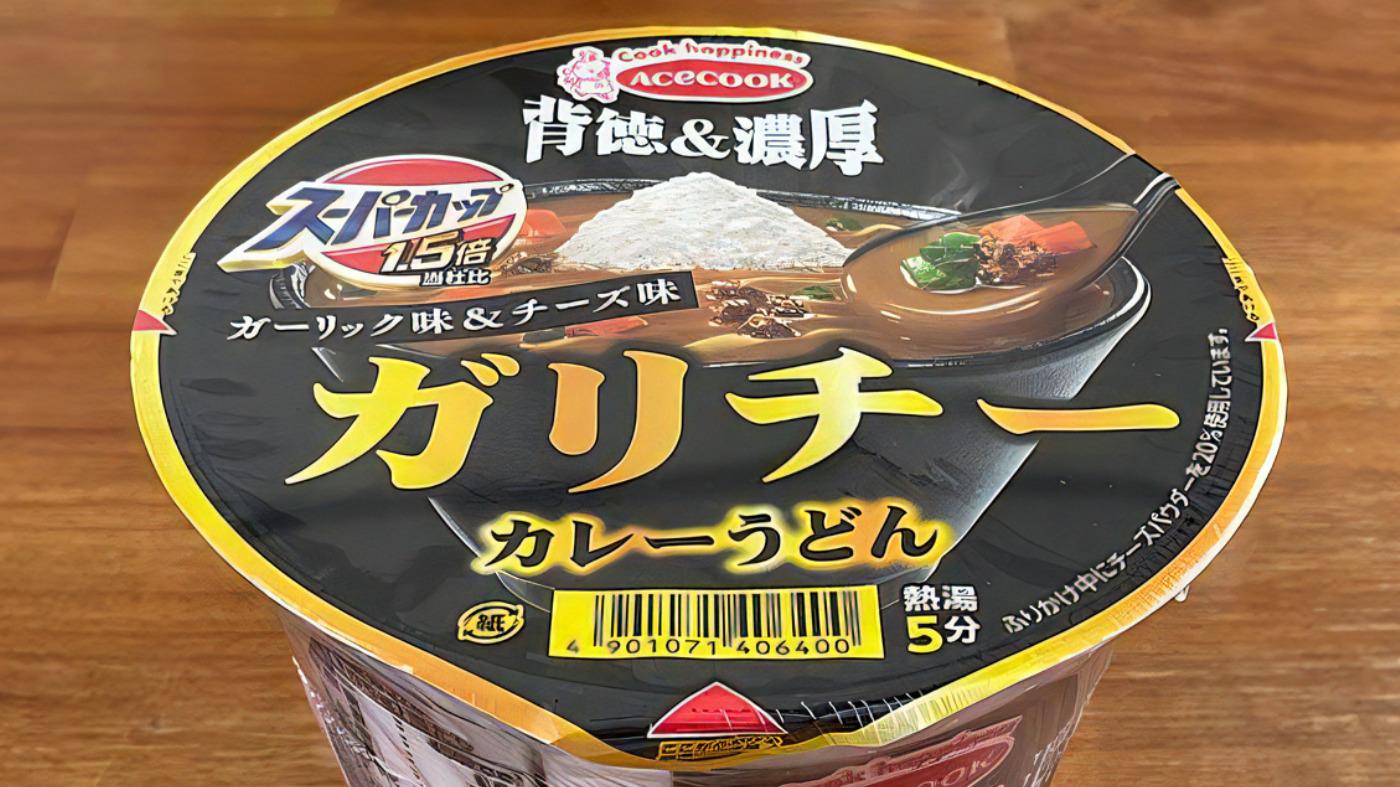 Cook happiness
ACECOOK
背徳&濃厚
スーパーカップ
1.5倍
当社比
ガーリック味&チーズ味
ガリチー
カレーうどん
紙
4 901071 406400
熱湯
5分
ふりかけ中にチーズパウダーを20%使用しています。